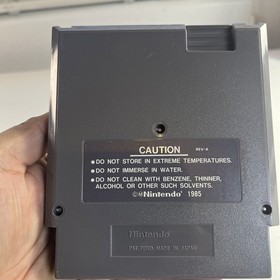 CAUTION REV-A
● DO NOT STORE IN EXTREME TEMPERATURES.
● DO NOT IMMERSE IN WATER.
● DO NOT CLEAN WITH BENZENE, THINNER,
ALCOHOL OR OTHER SUCH SOLVENTS.
©Nintendo® 1985
Nintendo
MADE IN JAPAN